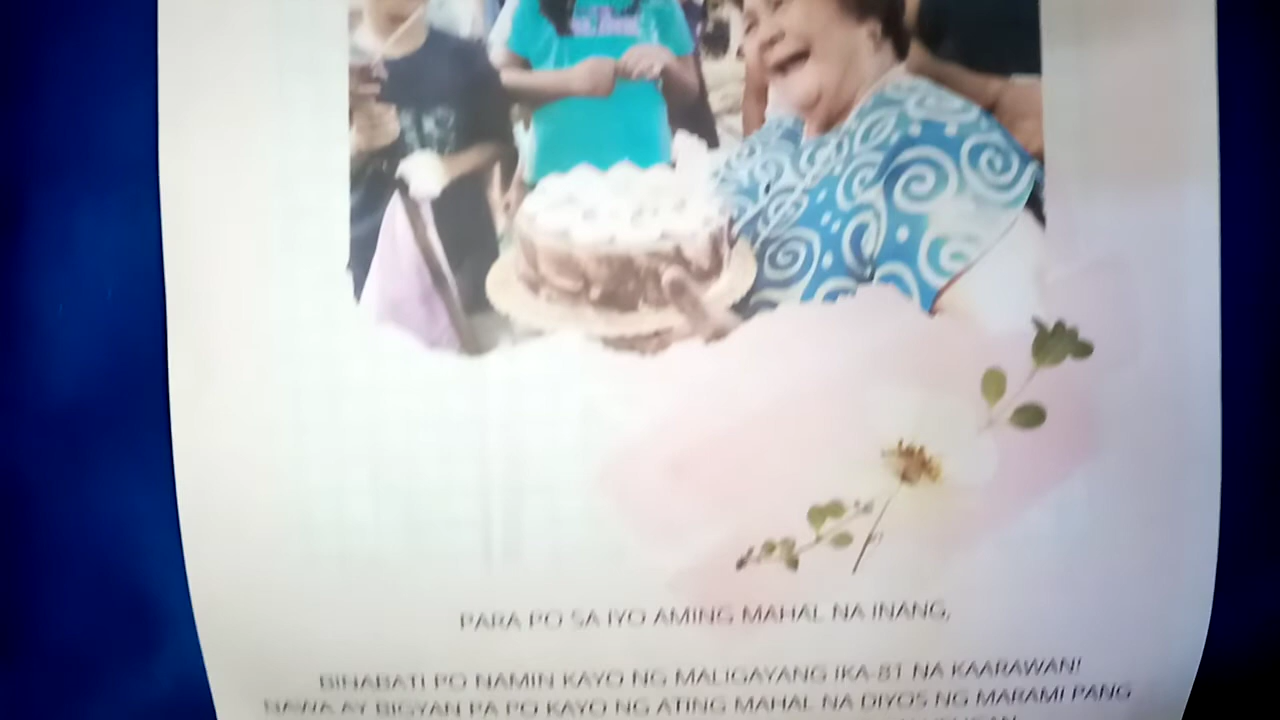 PARA PO SA IYO AMING MAHAL NA INANG,
BINABATI PO NAMIN KAYO NG MALIGAYANG IKA-81 NA KAARAWAN!
NAWA AY BIGYAN PA PO KAYO NG ATING MAHAL NA DIYOS NG MARAMI PANG